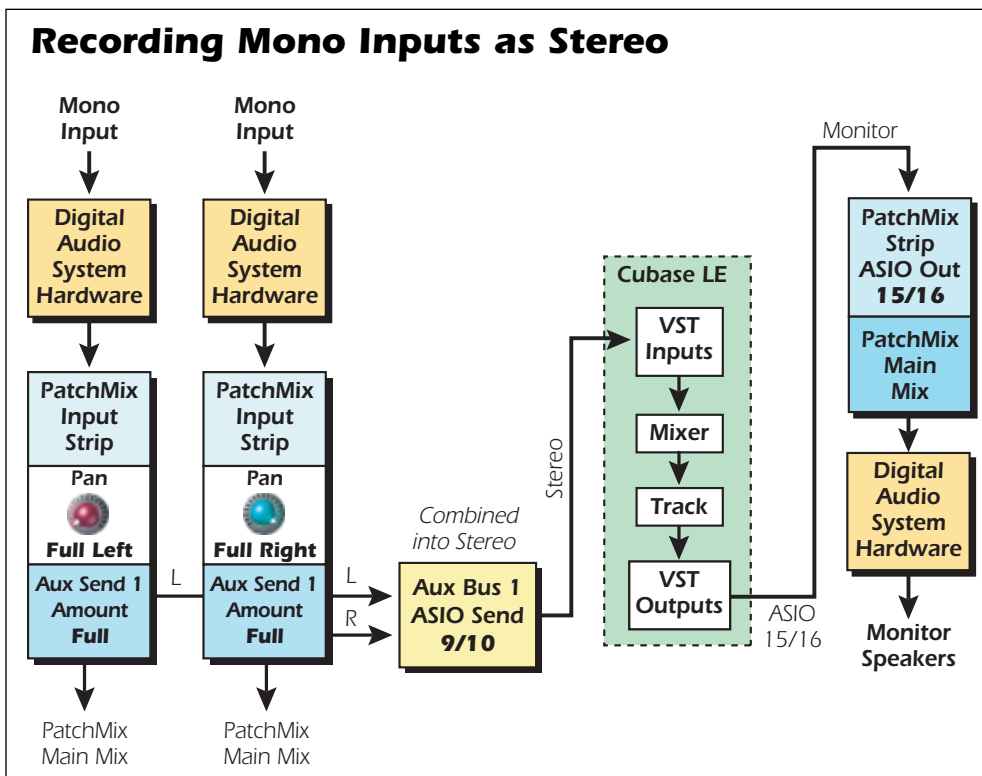 Recording Mono Inputs as Stereo
Mono
Input
Digital
Audio
System
Hardware
PatchMix
Input
Strip
Pan
Full Left
Aux Send 1
Amount
Full
PatchMix
Main Mix
L
Mono
Input
Digital
Audio
System
Hardware
PatchMix
Input
Strip
Pan
Full Right
Aux Send 1
Amount
Full
PatchMix
Main Mix
L
R
Combined
into Stereo
Aux Bus 1
ASIO Send
9/10
Stereo
Cubase LE
VST
Inputs
Mixer
Track
VST
Outputs
ASIO
15/16
Monitor
PatchMix
Strip
ASIO Out
15/16
PatchMix
Main
Mix
Digital
Audio
System
Hardware
Monitor
Speakers